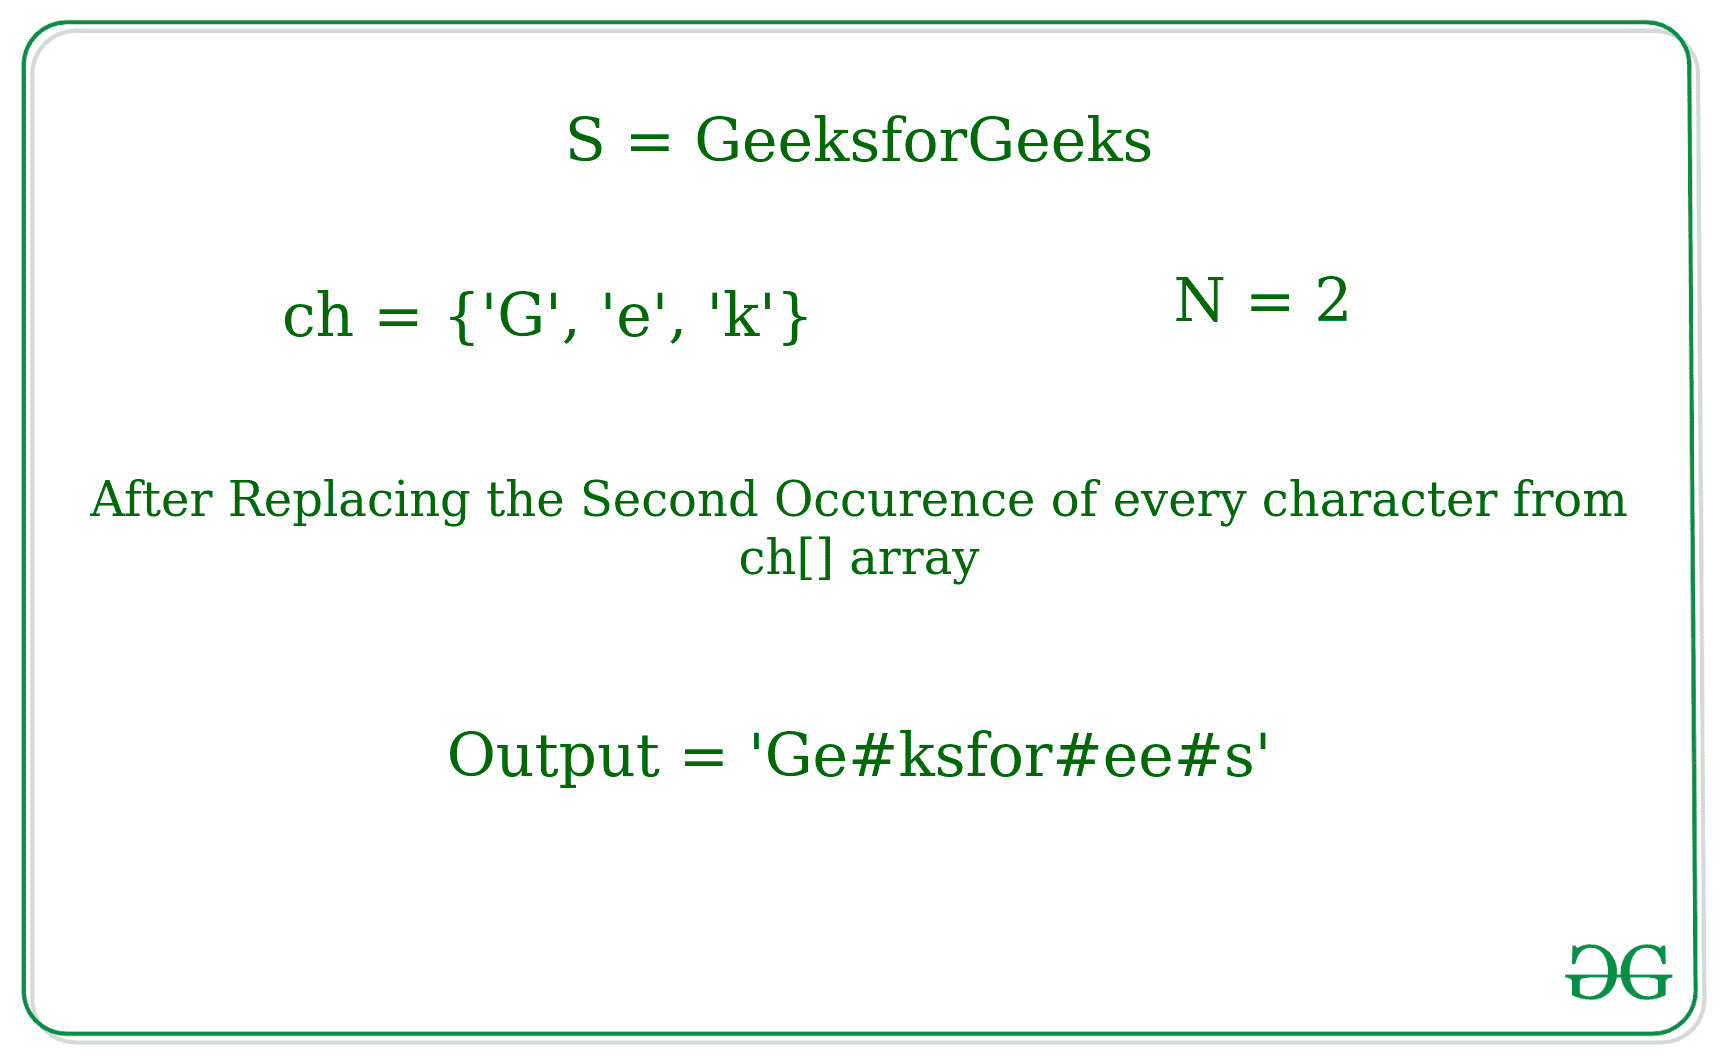 S = GeeksforGeeks
ch = {'G', 'e', 'k'}
N = 2
After Replacing the Second Occurence of every character from
ch[] array
Output = 'Ge#ksfor#ee#s'